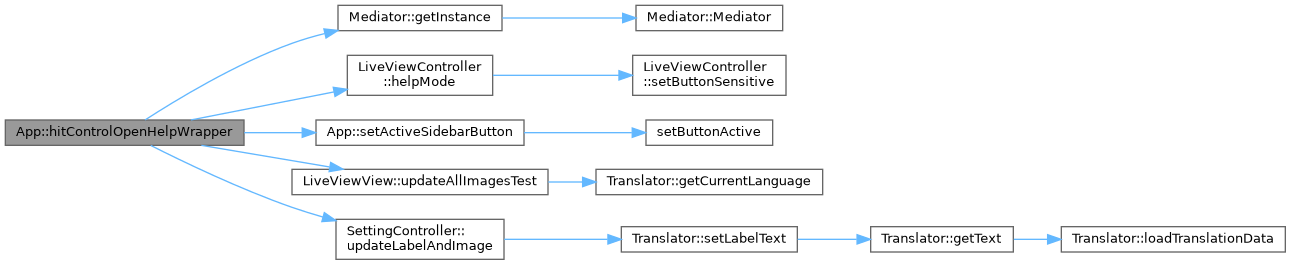 Mediator::getInstance
Mediator::Mediator
LiveViewController
::helpMode
LiveViewController
::setButtonSensitive
App::hitControlOpenHelpWrapper
App::setActiveSidebarButton
setButtonActive
LiveViewView::updateAllImagesTest
Translator::getCurrentLanguage
SettingController::
updateLabelAndImage
Translator::setLabelText
Translator::getText
Translator::loadTranslationData